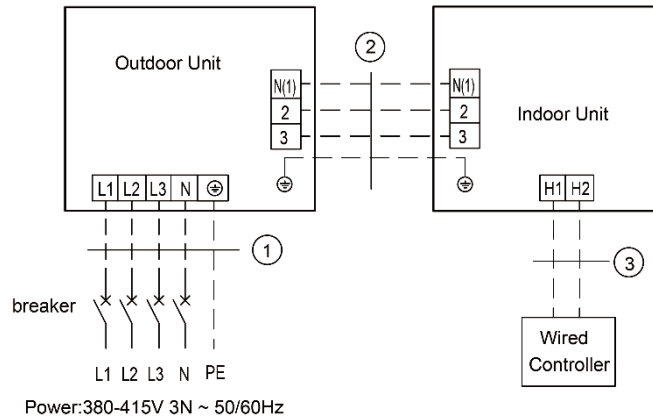 Outdoor Unit
N(1)
2
3
L1 L2 L3 N
2
N(1)
2
3
Indoor Unit
H1 H2
1
3
breaker
L1 L2 L3 N PE
Wired
Controller
Power:380-415V 3N ~ 50/60Hz